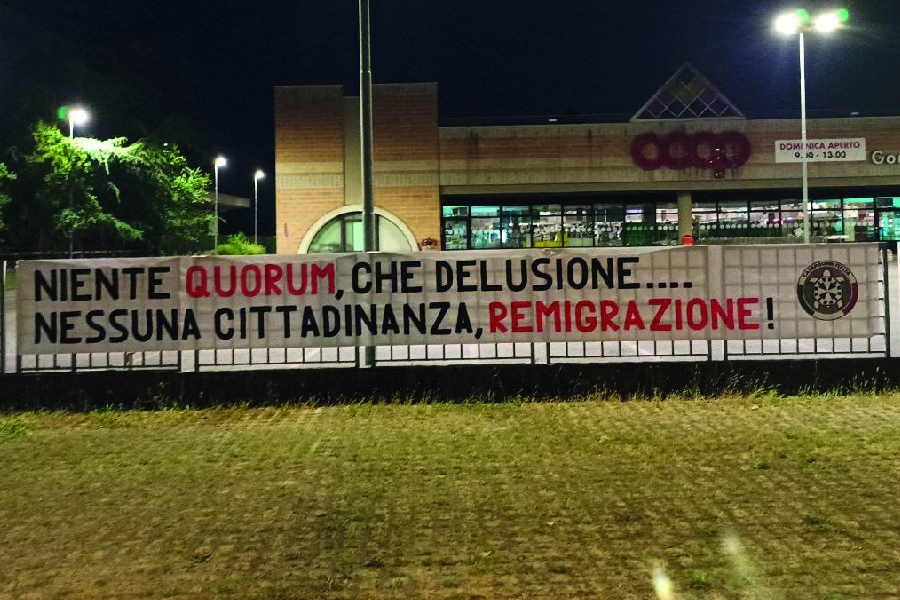 coop
DOMENICA APERTO
9.00 - 13.00
NIENTE QUORUM, CHE DELUSIONE....
NESSUNA CITTADINANZA, REMIGRAZIONE!